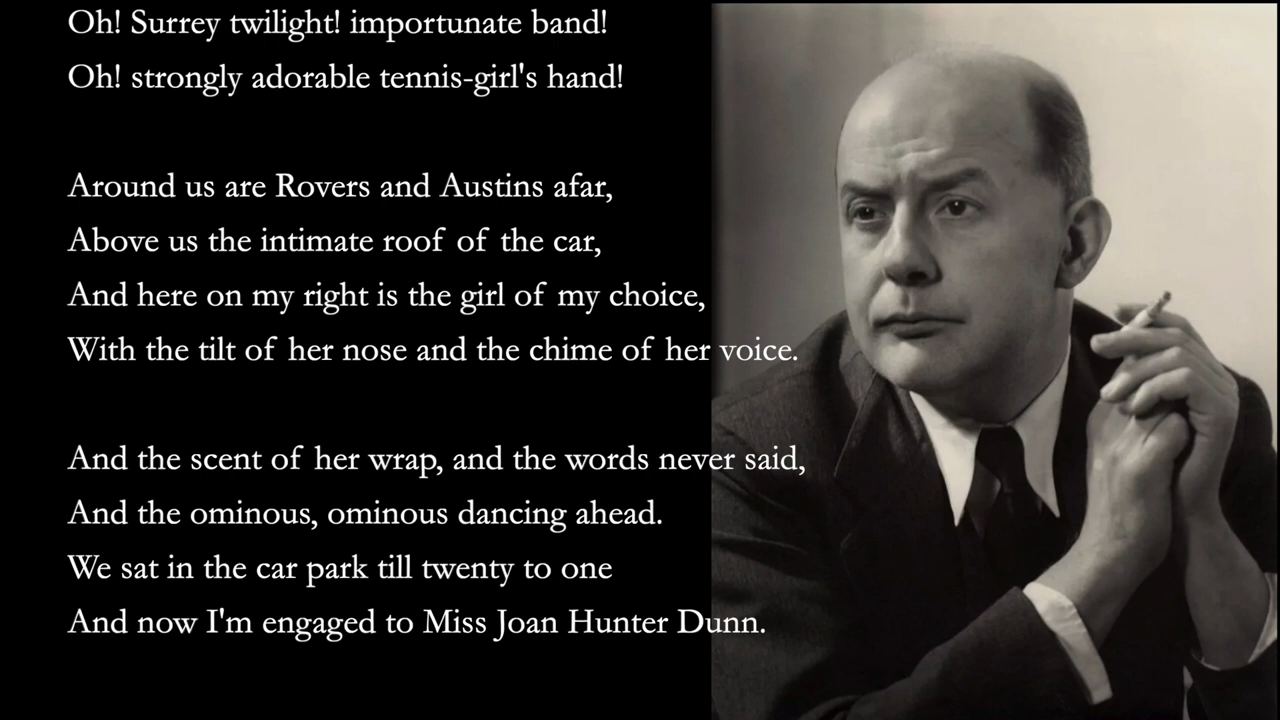 Oh! Surrey twilight! importunate band!
Oh! strongly adorable tennis-girl's hand!
Around us are Rovers and Austins afar,
Above us the intimate roof of the car,
And here on my right is the girl of my choice,
With the tilt of her nose and the chime of her voice.
And the scent of her wrap, and the words never said,
And the ominous, ominous dancing ahead.
We sat in the car park till twenty to one
And now I'm engaged to Miss Joan Hunter Dunn.